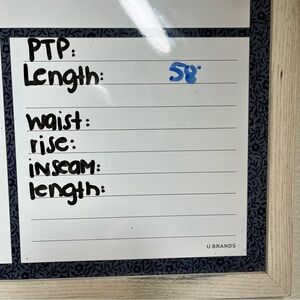 PTP:
Length: 58"
waist:
rise:
inseam:
length:
U BRANDS